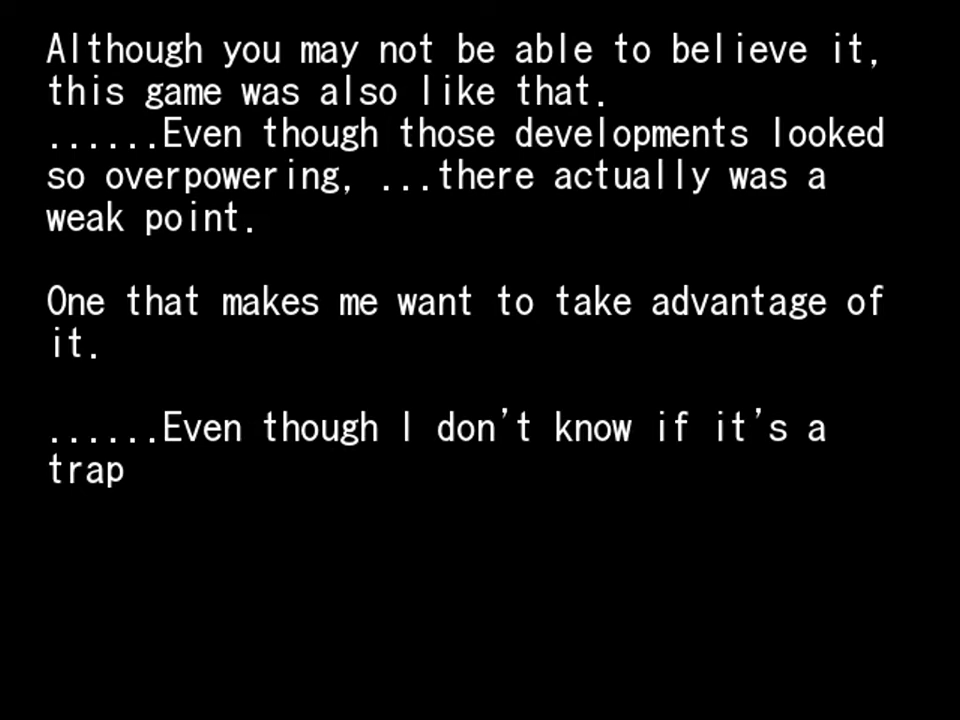 Although you may not be able to believe it,
this game was also like that.
......Even though those developments looked
so overpowering, ...there actually was a
weak point.
One that makes me want to take advantage of
it.
......Even though I don't know if it's a
trap